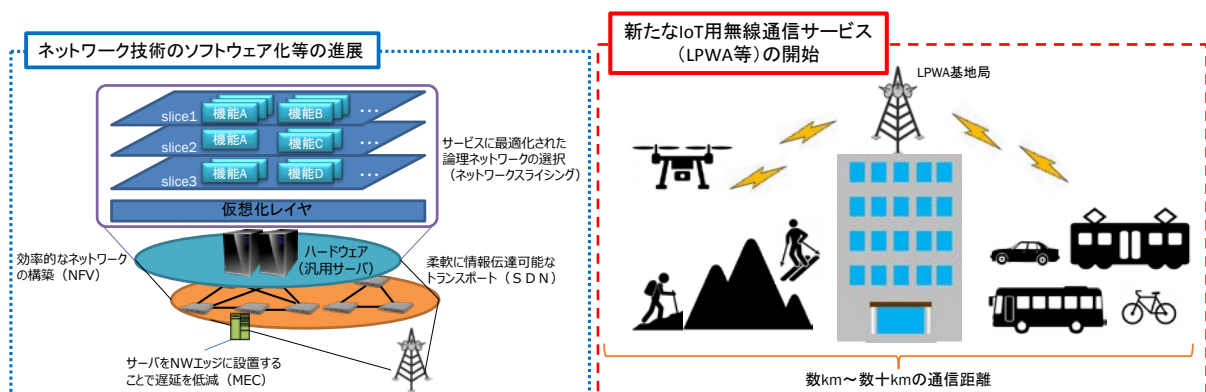 ネットワーク技術のソフトウェア化等の進展
slice1
機能A
機能B
…
slice2
機能A
機能C
…
slice3
機能A
機能D
…
サービスに最適化された
論理ネットワークの選択
（ネットワークスライシング）
仮想化レイヤ
ハードウェア
（汎用サーバ）
効率的なネットワーク
の構築（NFV）
柔軟に情報伝達可能な
トランスポート（ＳＤＮ）
サーバをNWエッジに設置する
ことで遅延を低減（MEC）
新たなIoT用無線通信サービス
（LPWA等）の開始
LPWA基地局
数km～数十kmの通信距離